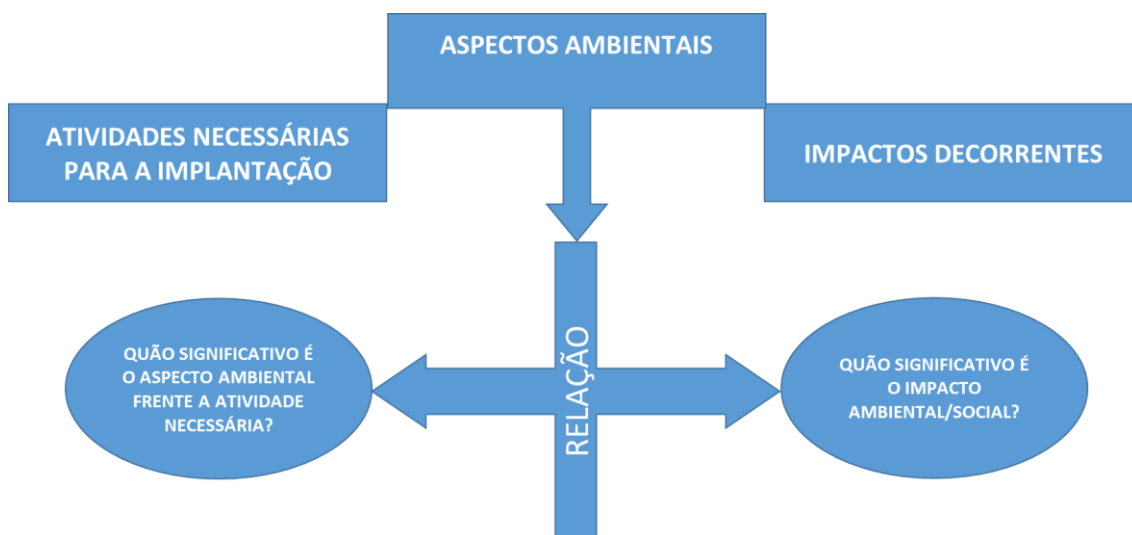 ASPECTOS AMBIENTAIS
ATIVIDADES NECESSÁRIAS
PARA A IMPLANTAÇÃO
IMPACTOS DECORRENTES
RELAÇÃO
QUÃO SIGNIFICATIVO É
O ASPECTO AMBIENTAL
FRENTE A ATIVIDADE
NECESSÁRIA?
QUÃO SIGNIFICATIVO É
O IMPACTO
AMBIENTAL/SOCIAL?